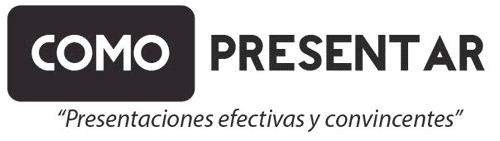 COMO PRESENTAR
“Presentaciones efectivas y convincentes”